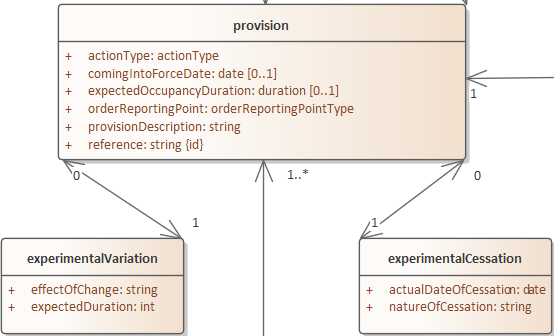 provision
+ actionType: actionType
+ comingIntoForceDate: date [0..1]
+ expectedOccupancyDuration: duration [0..1]
+ orderReportingPoint: orderReportingPointType
+ provisionDescription: string
+ reference: string {id}
1
0
1..*
0
1
1
experimentalVariation
+ effectOfChange: string
+ expectedDuration: int
experimentalCessation
+ actualDateOfCessation: date
+ natureOfCessation: string